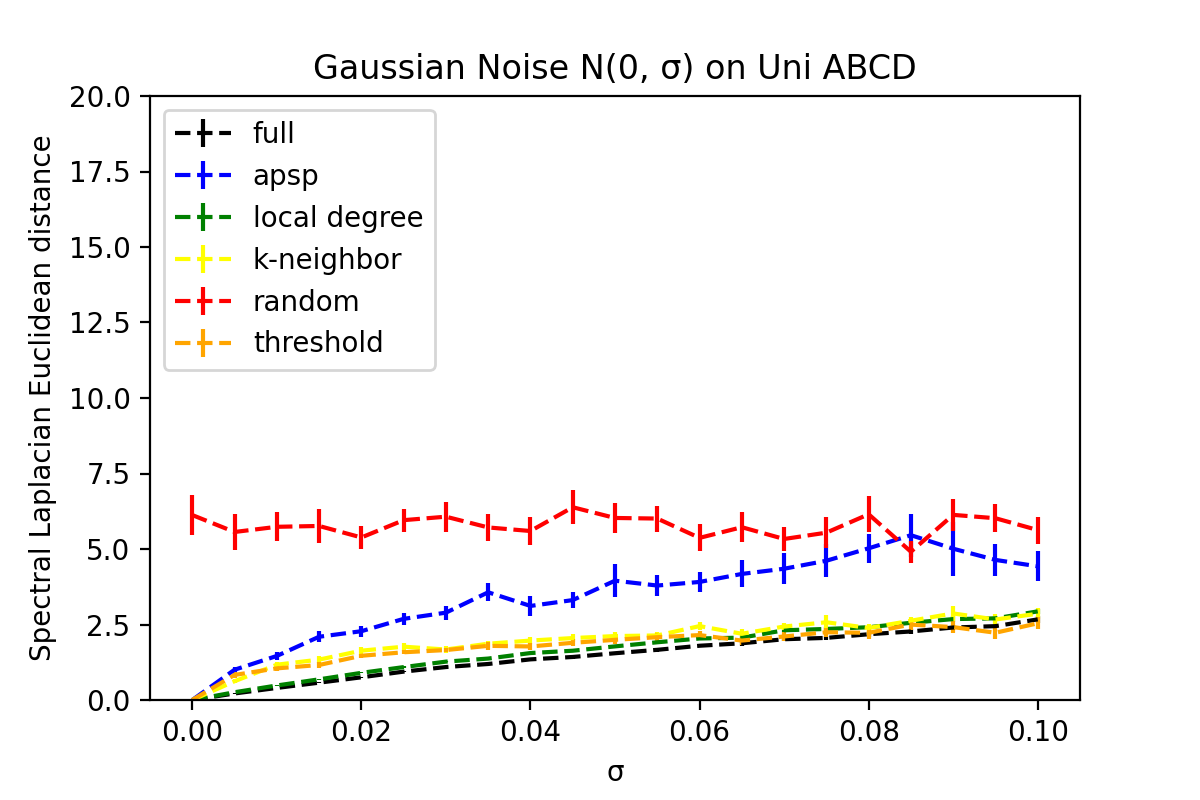 Gaussian Noise N(0, σ) on Uni ABCD
Spectral Laplacian Euclidean distance
20.0
17.5
15.0
12.5
10.0
7.5
5.0
2.5
0.0
full
apsp
local degree
k-neighbor
random
threshold
0.00 0.02 0.04 0.06 0.08 0.10
σ